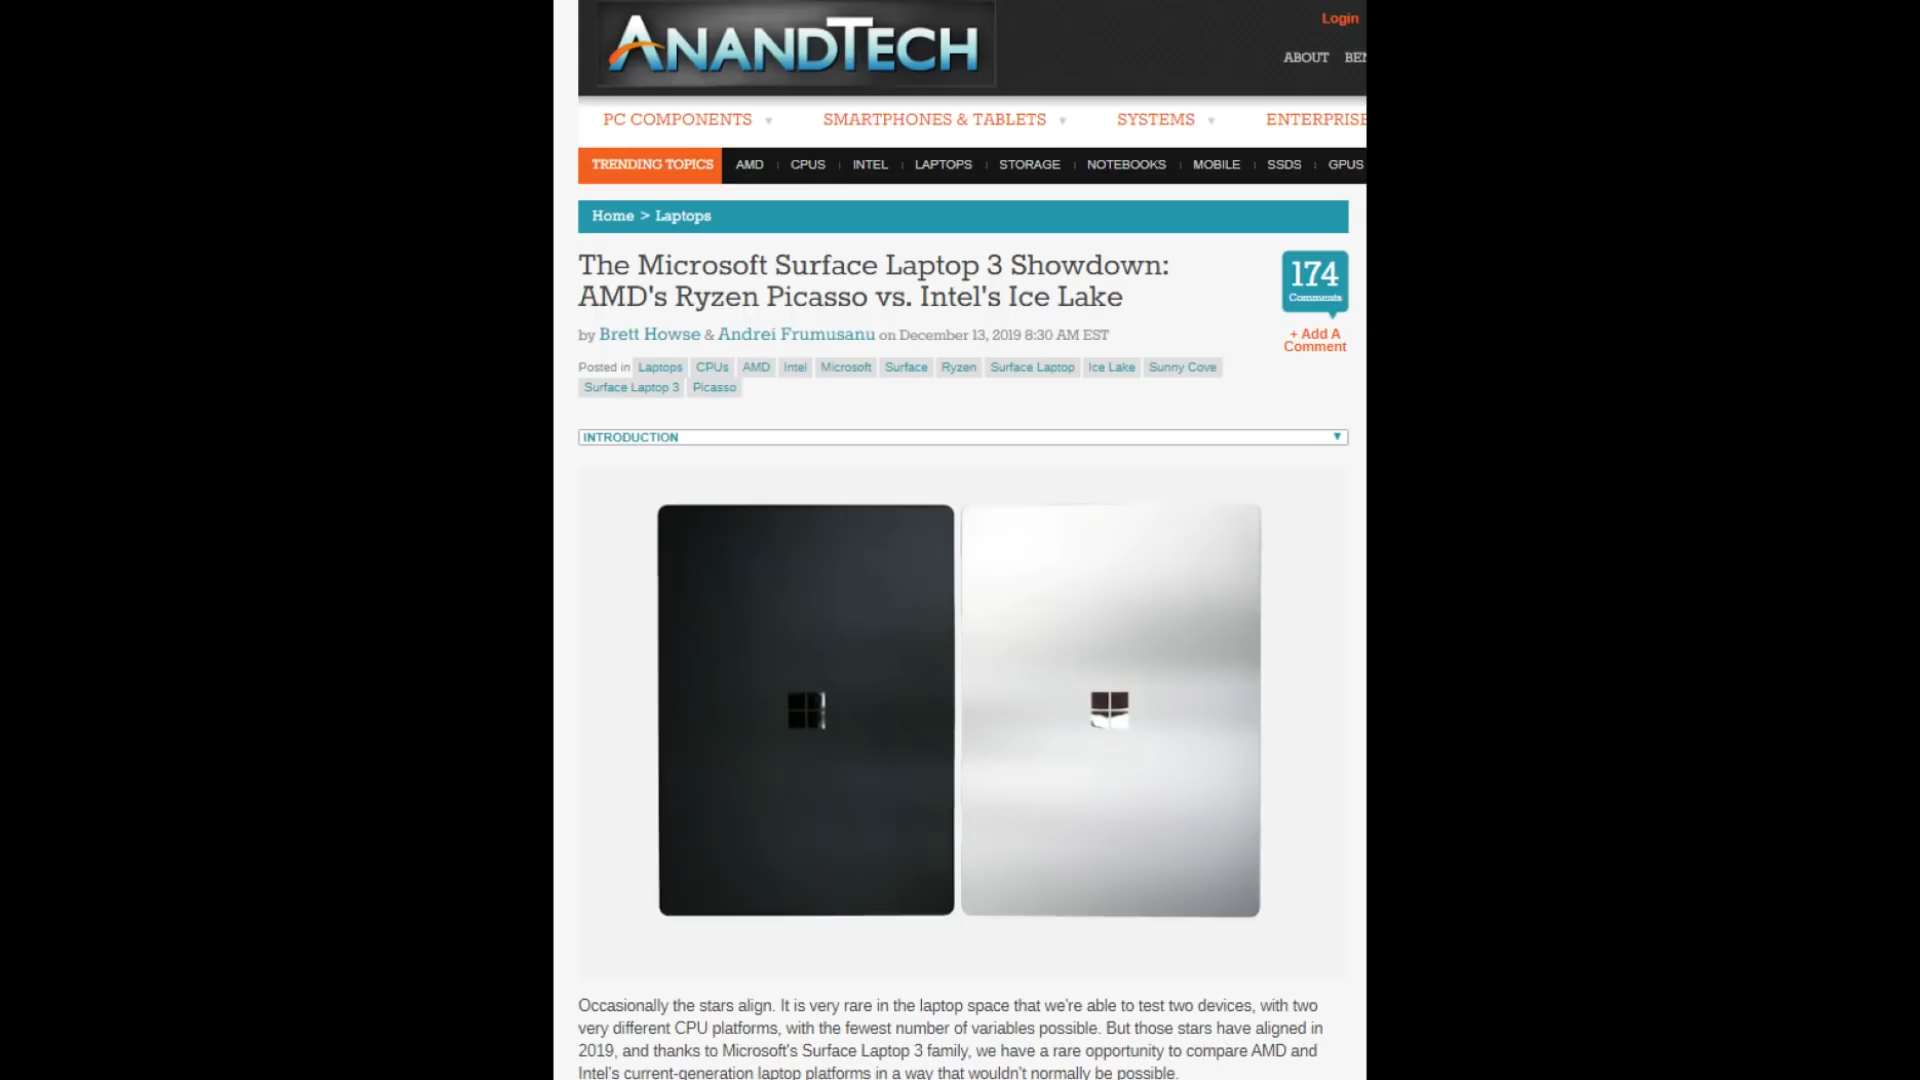 ANANDTECH
Login
ABOUT
PC COMPONENTS
SMARTPHONES & TABLETS
SYSTEMS
ENTERPRISE
TRENDING TOPICS
AMD
CPUS
INTEL
LAPTOPS
STORAGE
NOTEBOOKS
MOBILE
SSDS
GPUS
Home > Laptops
The Microsoft Surface Laptop 3 Showdown:
AMD's Ryzen Picasso vs. Intel's Ice Lake
174
Comments
+ Add A
Comment
by Brett Howse & Andrei Frumusanu on December 13, 2019 8:30 AM EST
Posted in Laptops CPUs AMD Intel Microsoft Surface Ryzen Surface Laptop Ice Lake Sunny Cove
Surface Laptop 3 Picasso
INTRODUCTION
Occasionally the stars align. It is very rare in the laptop space that we're able to test two devices, with two
very different CPU platforms, with the fewest number of variables possible. But those stars have aligned in
2019, and thanks to Microsoft's Surface Laptop 3 family, we have a rare opportunity to compare AMD and
Intel's current-generation laptop platforms in a way that wouldn't normally be possible.